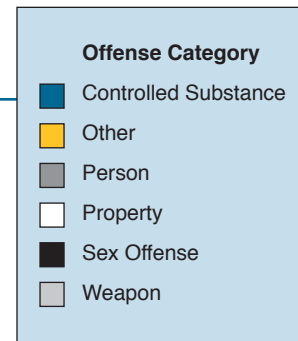 Offense Category
Controlled Substance
Other
Person
Property
Sex Offense
Weapon